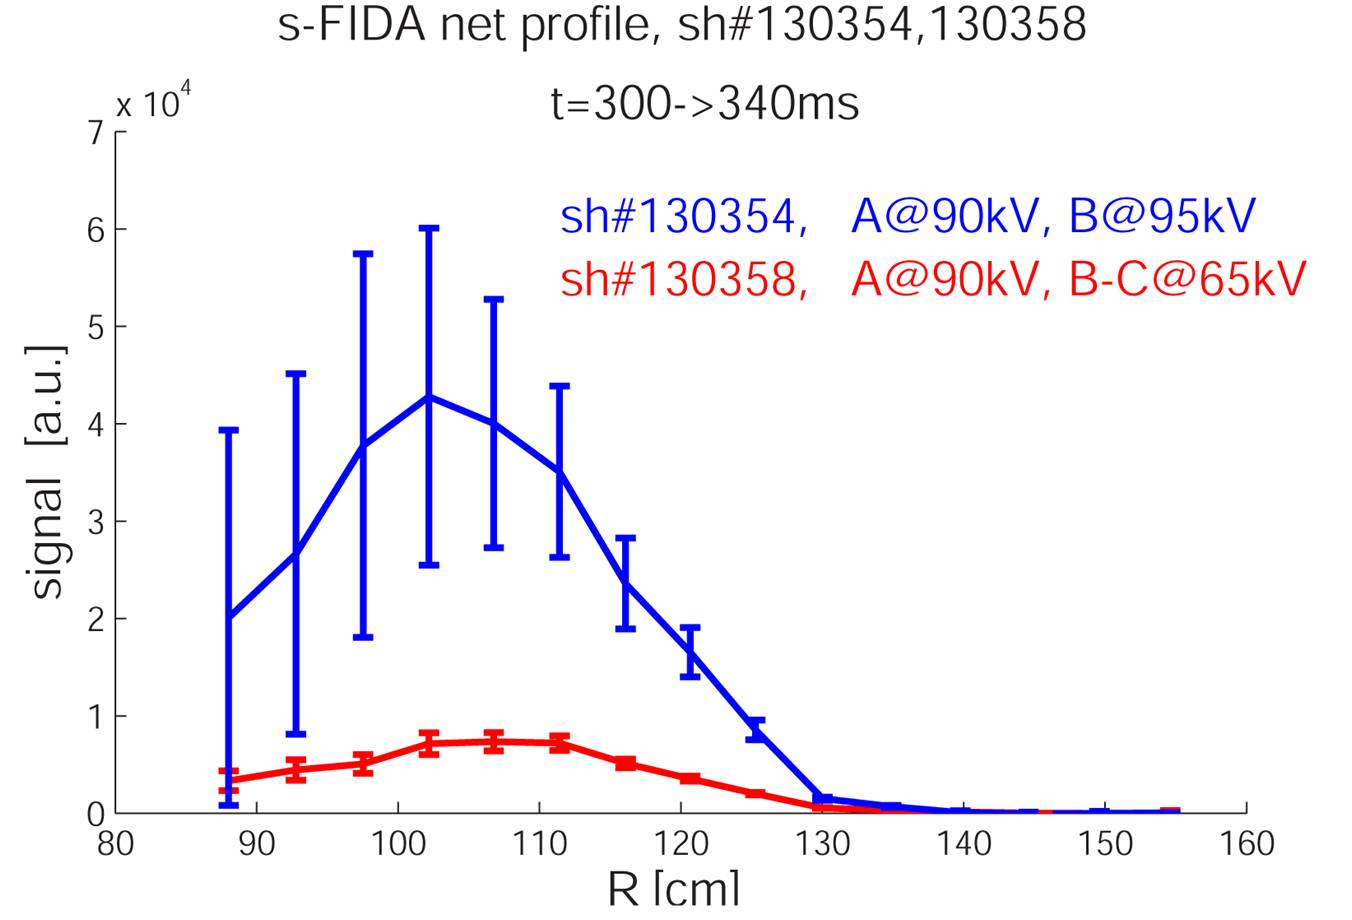 s-FIDA net profile, sh#130354,130358
x 10^4
t=300->340ms
7
sh#130354, A@90kV, B@95kV
6
sh#130358, A@90kV, B-C@65kV
5
4
3
2
1
0
signal [a.u.]
80 90 100 110 120 130 140 150 160
R [cm]